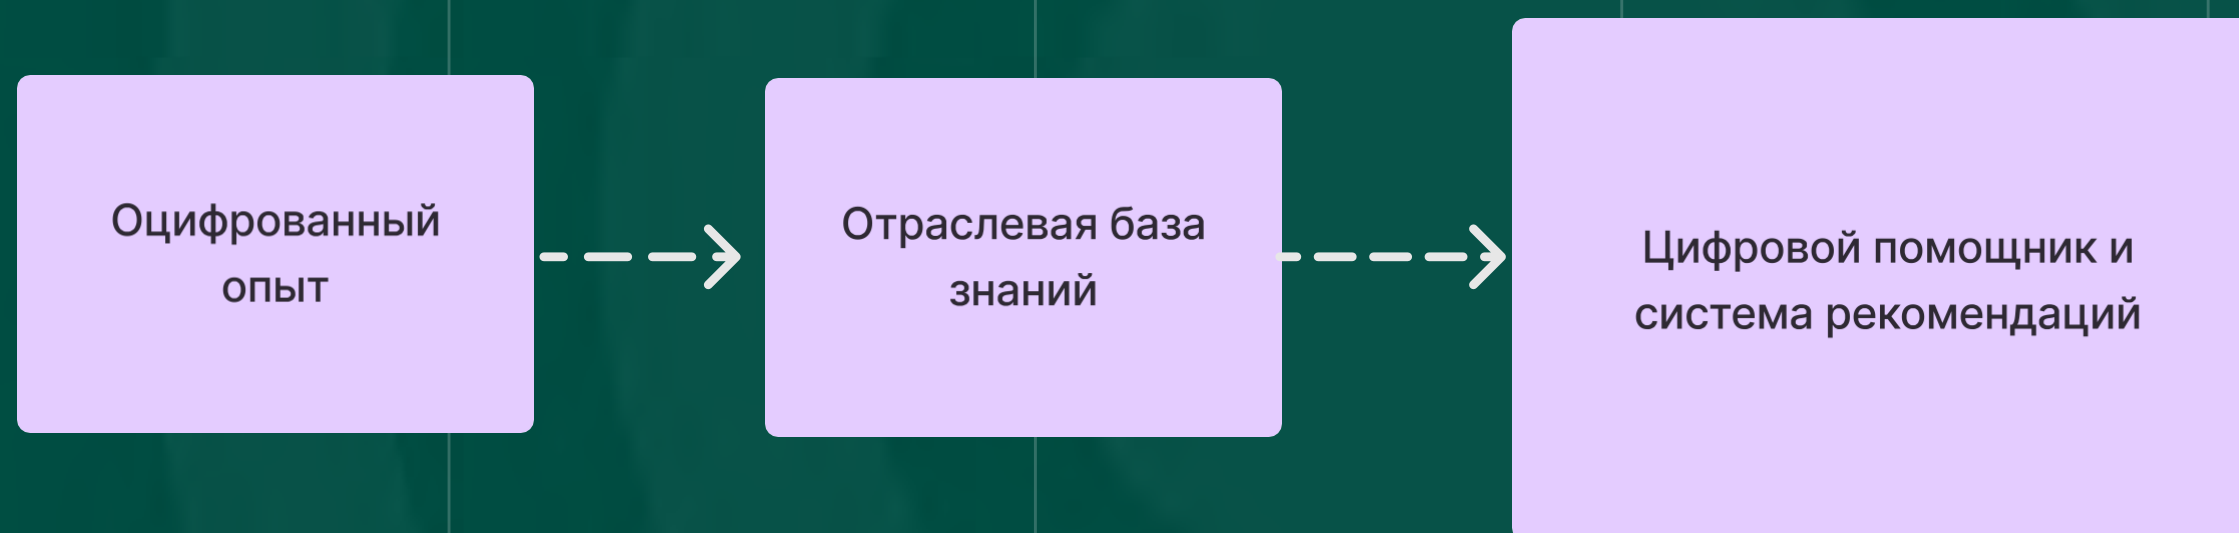 Оцифрованный
опыт
Отраслевая база
знаний
Цифровой помощник и
система рекомендаций